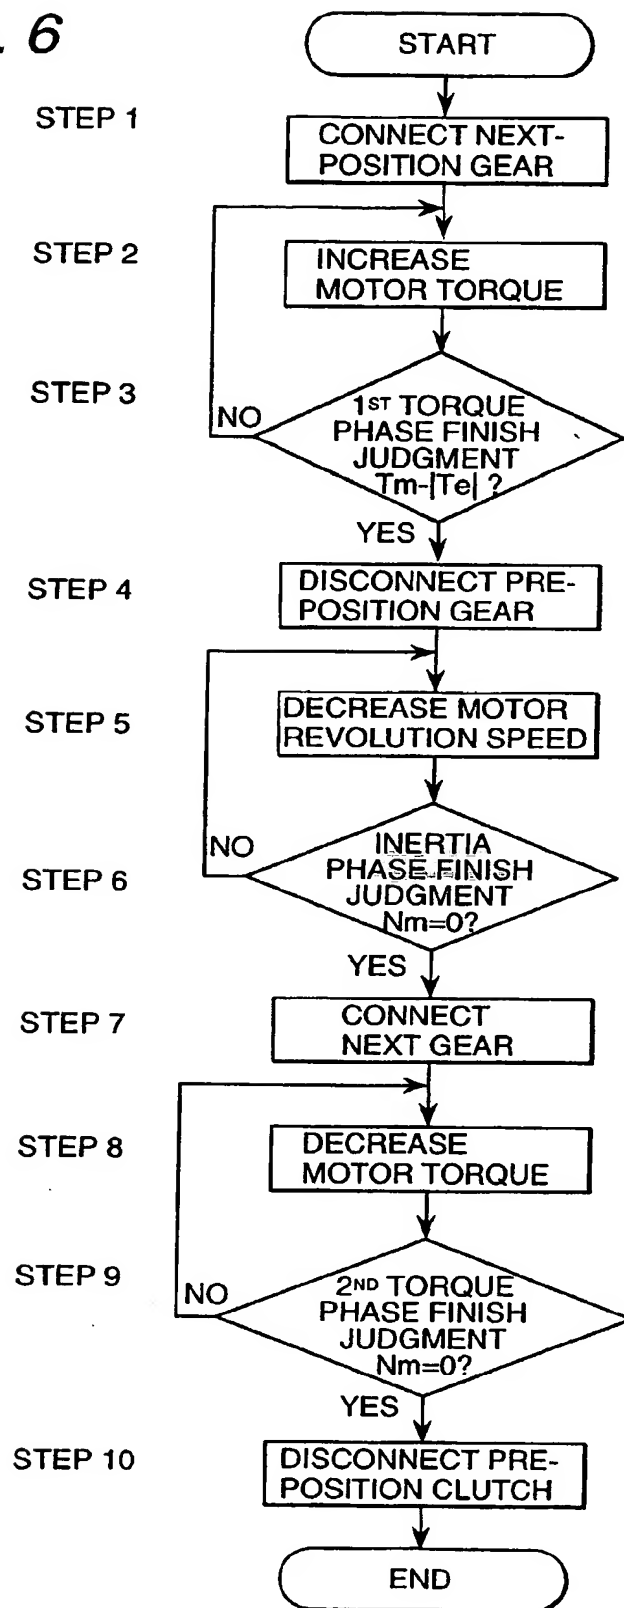 . 6
START
STEP 1
CONNECT NEXT-
POSITION GEAR
STEP 2
INCREASE
MOTOR TORQUE
STEP 3
NO
1ST TORQUE
PHASE FINISH
JUDGMENT
Tm-|Te| ?
YES
STEP 4
DISCONNECT PRE-
POSITION GEAR
STEP 5
DECREASE MOTOR
REVOLUTION SPEED
STEP 6
NO
INERTIA
PHASE FINISH
JUDGMENT
Nm=0?
YES
STEP 7
CONNECT
NEXT GEAR
STEP 8
DECREASE
MOTOR TORQUE
STEP 9
NO
2ND TORQUE
PHASE FINISH
JUDGMENT
Nm=0?
YES
STEP 10
DISCONNECT PRE-
POSITION CLUTCH
END